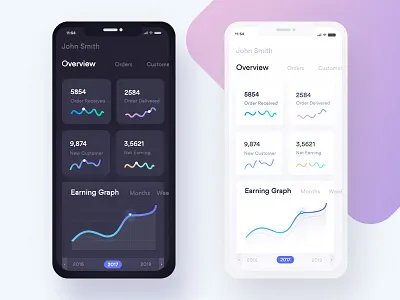 11:54
John Smith
Overview Orders Custome
5854
Order Received
2584
Order Delivered
9,874
New Customer
3,5621
Net Earning
Earning Graph Months Wee
2016 2017 2018
11:54
John Smith
Overview Orders Custome
5854
Order Received
2584
Order Delivered
9,874
New Customer
3,5621
Net Earning
Earning Graph Months Wee
2016 2017 2018